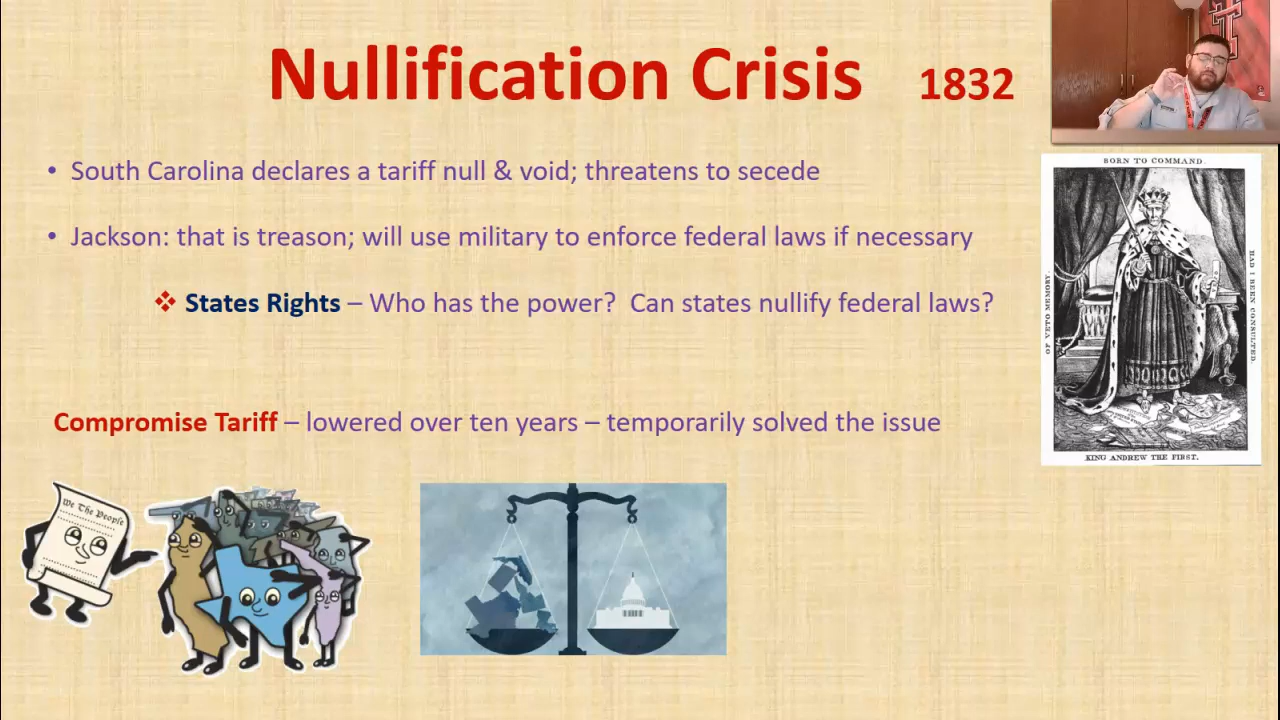 Nullification Crisis 1832
• South Carolina declares a tariff null & void; threatens to secede
• Jackson: that is treason; will use military to enforce federal laws if necessary
❖ States Rights – Who has the power? Can states nullify federal laws?
Compromise Tariff – lowered over ten years – temporarily solved the issue
We The People
BORN TO COMMAND.
OF VETO MEMORY.
HAD I BEEN CONSULTED.
KING ANDREW THE FIRST.